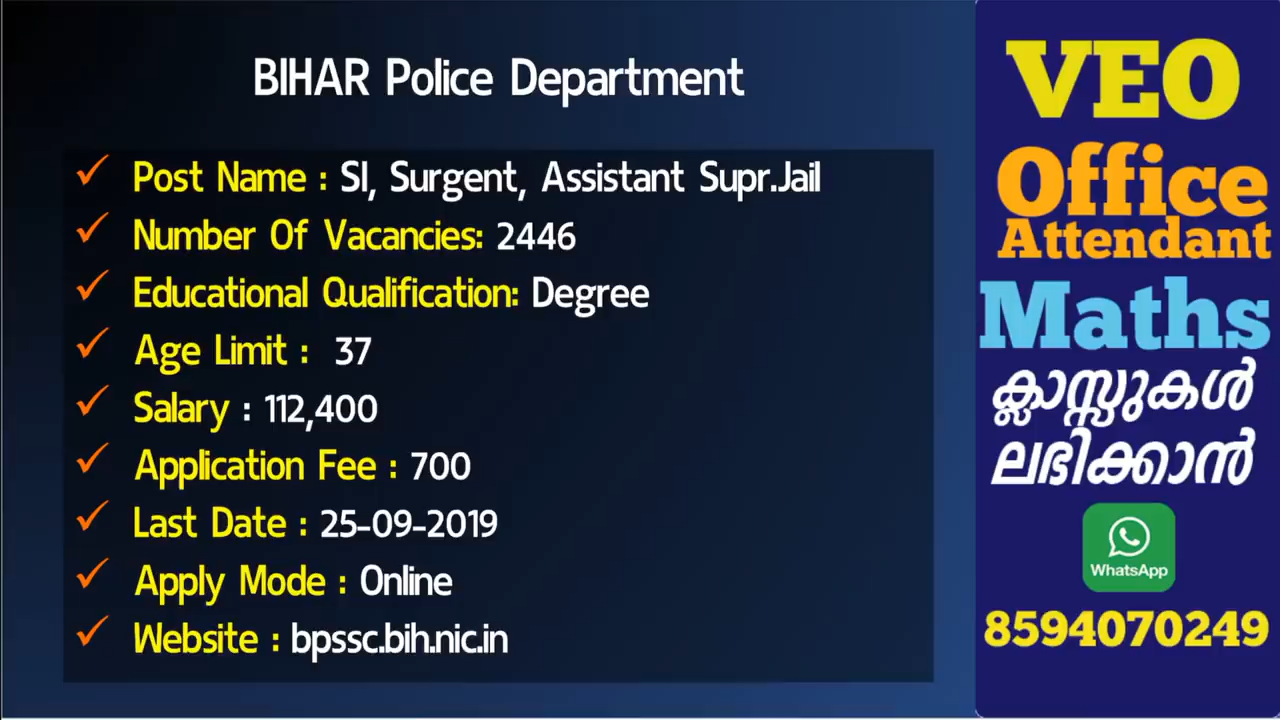 BIHAR Police Department
Post Name : SI, Surgent, Assistant Supr.Jail
Number Of Vacancies: 2446
Educational Qualification: Degree
Age Limit : 37
Salary : 112,400
Application Fee : 700
Last Date : 25-09-2019
Apply Mode : Online
Website : bpssc.bih.nic.in
VEO
Office
Attendant
Maths
ക്ലാസ്സുകൾ
ലഭിക്കാൻ
WhatsApp
8594070249